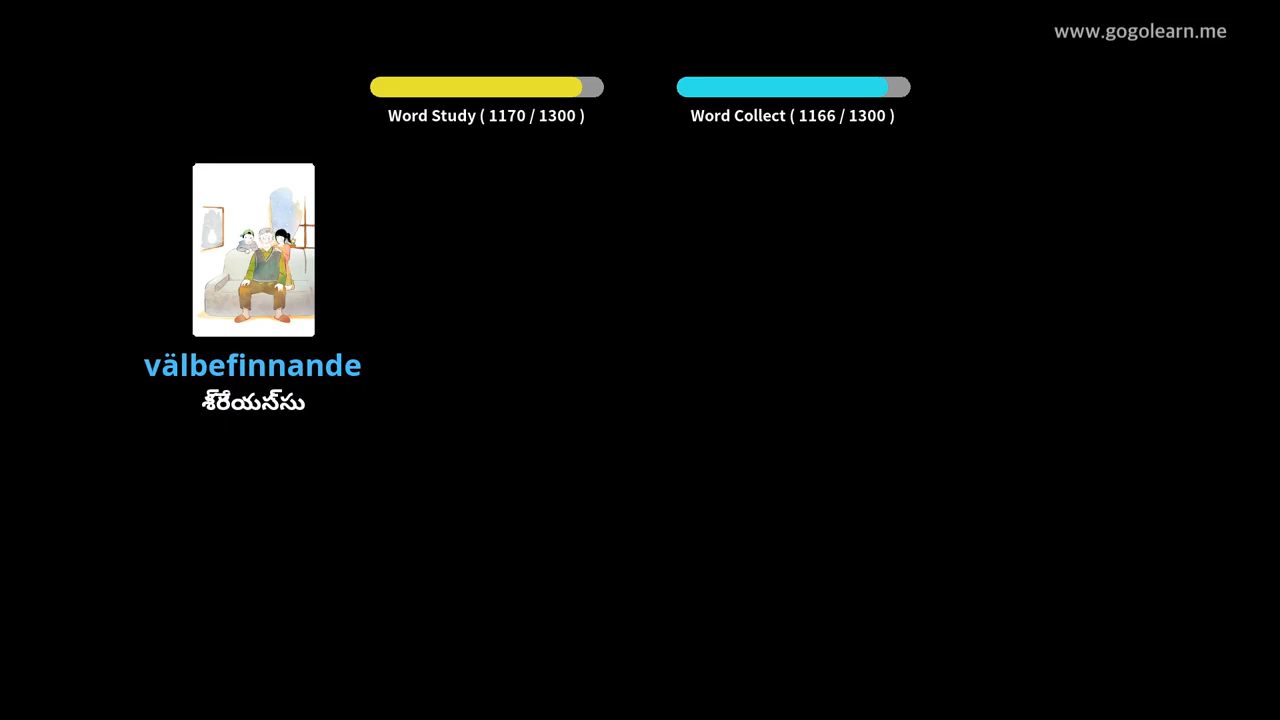 www.gogolearn.me
Word Study ( 1170 / 1300 )
Word Collect ( 1166 / 1300 )
välbefinnande
శ్రేయస్సు